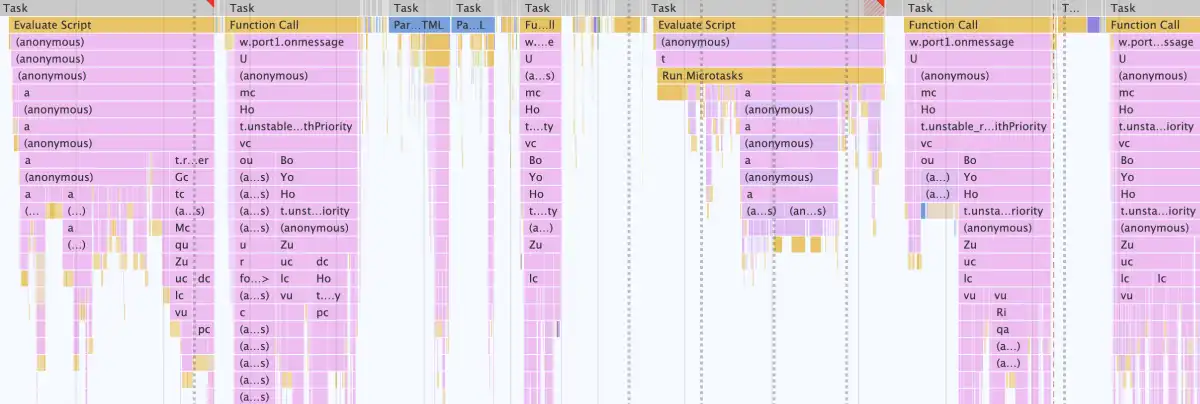 Task Task Task Task Task Task Task T... Task
Evaluate Script Function Call Par...TML Pa...L Fu...ll Evaluate Script Function Call Function Call
(anonymous) w.port1.onmessage w....e (anonymous) w.port1.onmessage w.port...ssage
(anonymous) U U t U U
(anonymous) (anonymous) (a...s) Run Microtasks (anonymous) (anonymous)
a mc mc a mc mc
(anonymous) Ho Ho (anonymous) Ho Ho
a t.unstable...thPriority t....ty a t.unstable_r...ithPriority t.unsta...iority
(anonymous) vc vc (anonymous) vc vc
a t.r...er ou Bo Bo a ou Bo Bo
(anonymous) Gc (a...s) Yo Yo (anonymous) (a...) Yo Yo
a a tc (a...s) Ho Ho a (a...) Ho Ho
(... (...) (a...s) (a...s) t.unst...iority t....ty (a...s) (an...s) t.unsta...riority t.unsta...iority
a Mc (a...s) (anonymous) (a...) (anonymous) (anonymous)
(...) qu u Zu Zu Zu Zu
Zu r uc dc uc uc
uc dc fo...> lc Ho lc lc lc lc
lc (a...s) vu t....y vu vu vu
vu c pc Ri
pc (a...s) qa
(a...s) (a...)
(a...s) (a...)
(a...s)
(a...s)